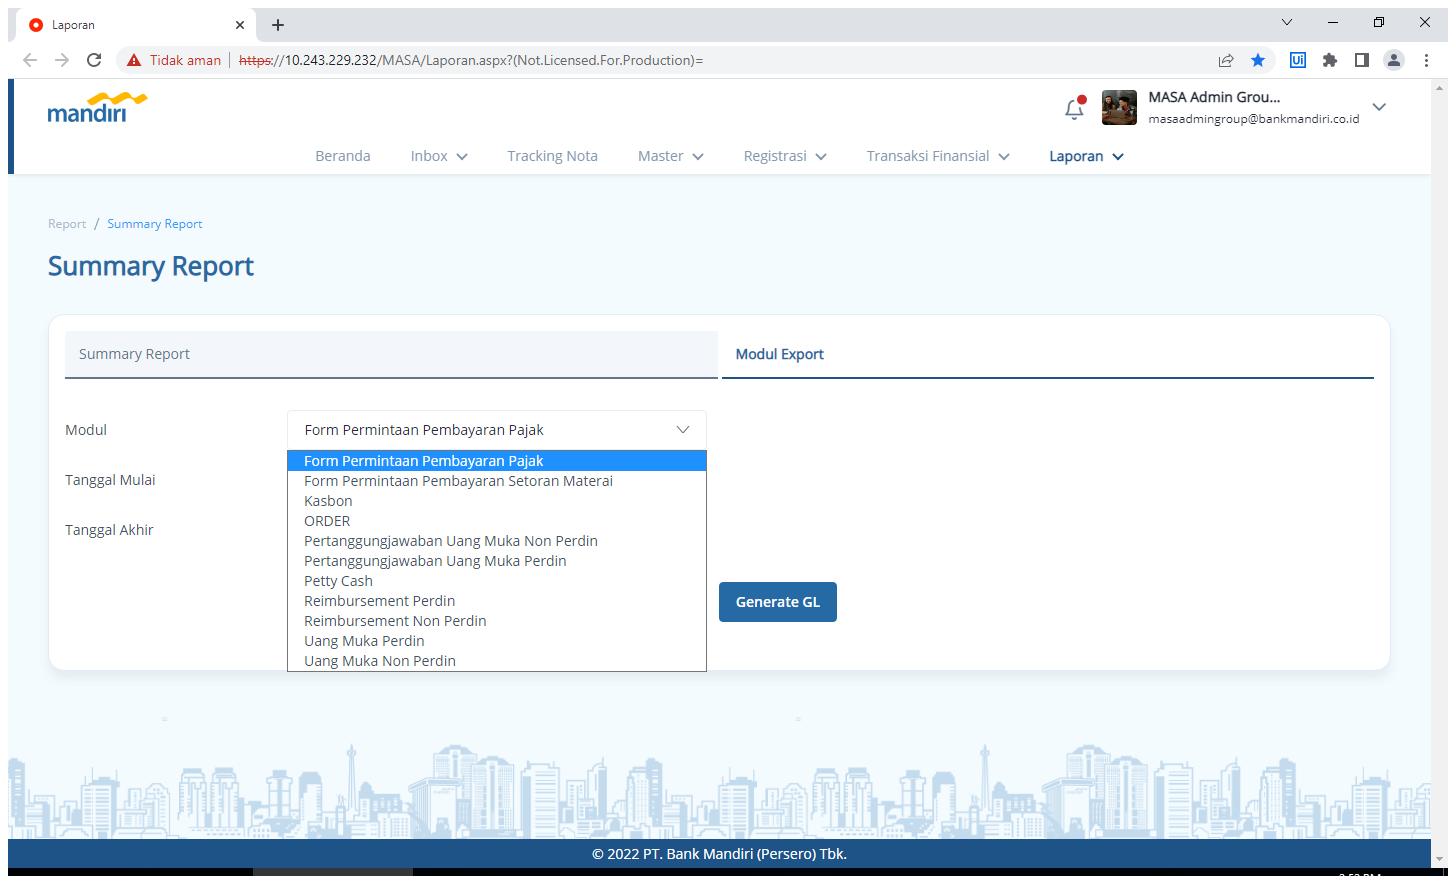 Laporan
Tidak aman https://10.243.229.232/MASA/Laporan.aspx?(Not.Licensed.For.Production)=
mandiri
MASA Admin Grou...
masaadmingroup@bankmandiri.co.id
Beranda Inbox Tracking Nota Master Registrasi Transaksi Finansial Laporan
Report / Summary Report
Summary Report
Summary Report Modul Export
Modul Form Permintaan Pembayaran Pajak
Form Permintaan Pembayaran Pajak
Tanggal Mulai Form Permintaan Pembayaran Setoran Materai
Kasbon
Tanggal Akhir ORDER
Pertanggungjawaban Uang Muka Non Perdin
Pertanggungjawaban Uang Muka Perdin
Petty Cash
Reimbursement Perdin Generate GL
Reimbursement Non Perdin
Uang Muka Perdin
Uang Muka Non Perdin
© 2022 PT. Bank Mandiri (Persero) Tbk.